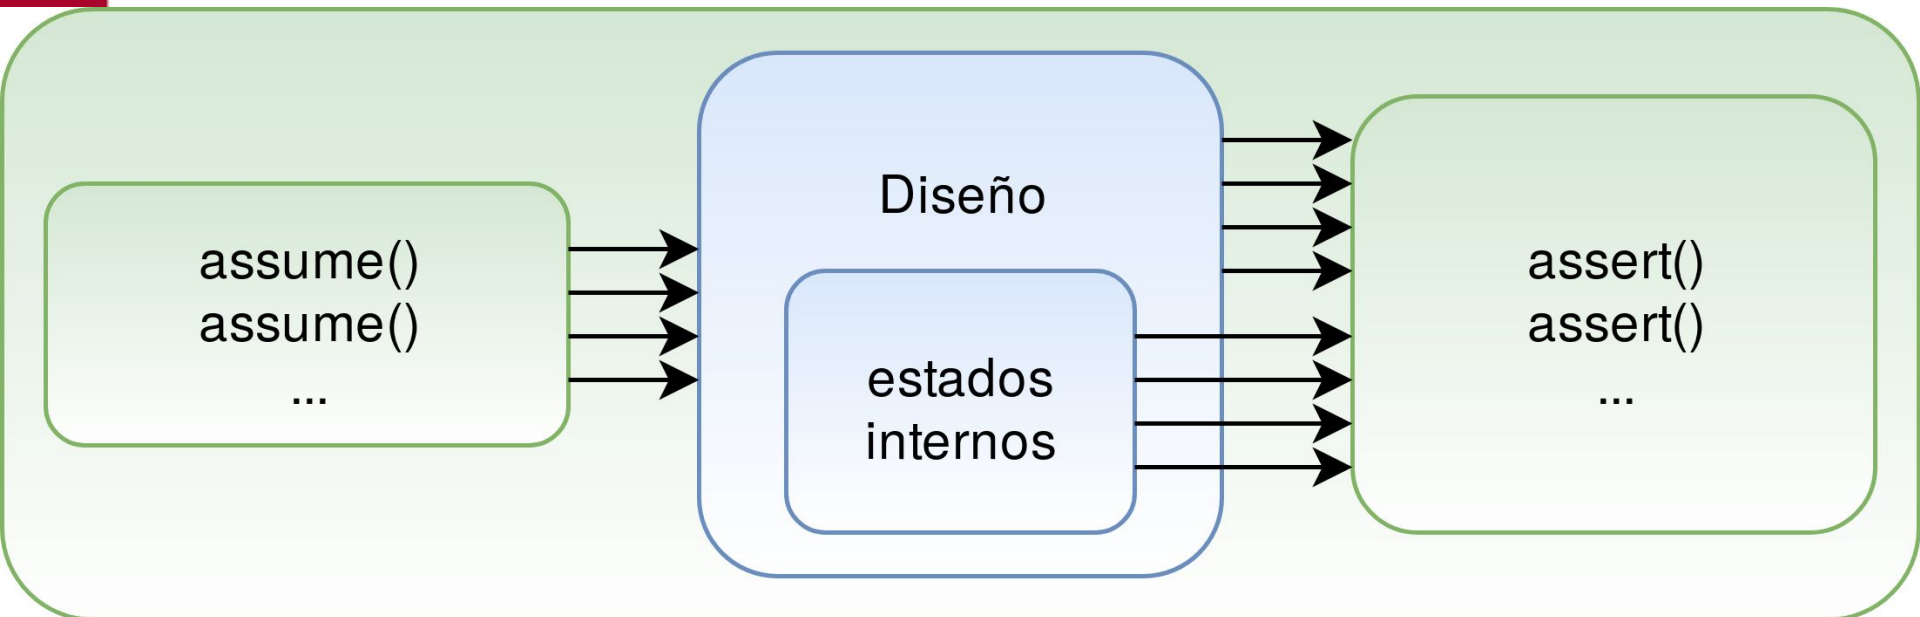 assume()
assume()
...
Diseño
estados
internos
assert()
assert()
...